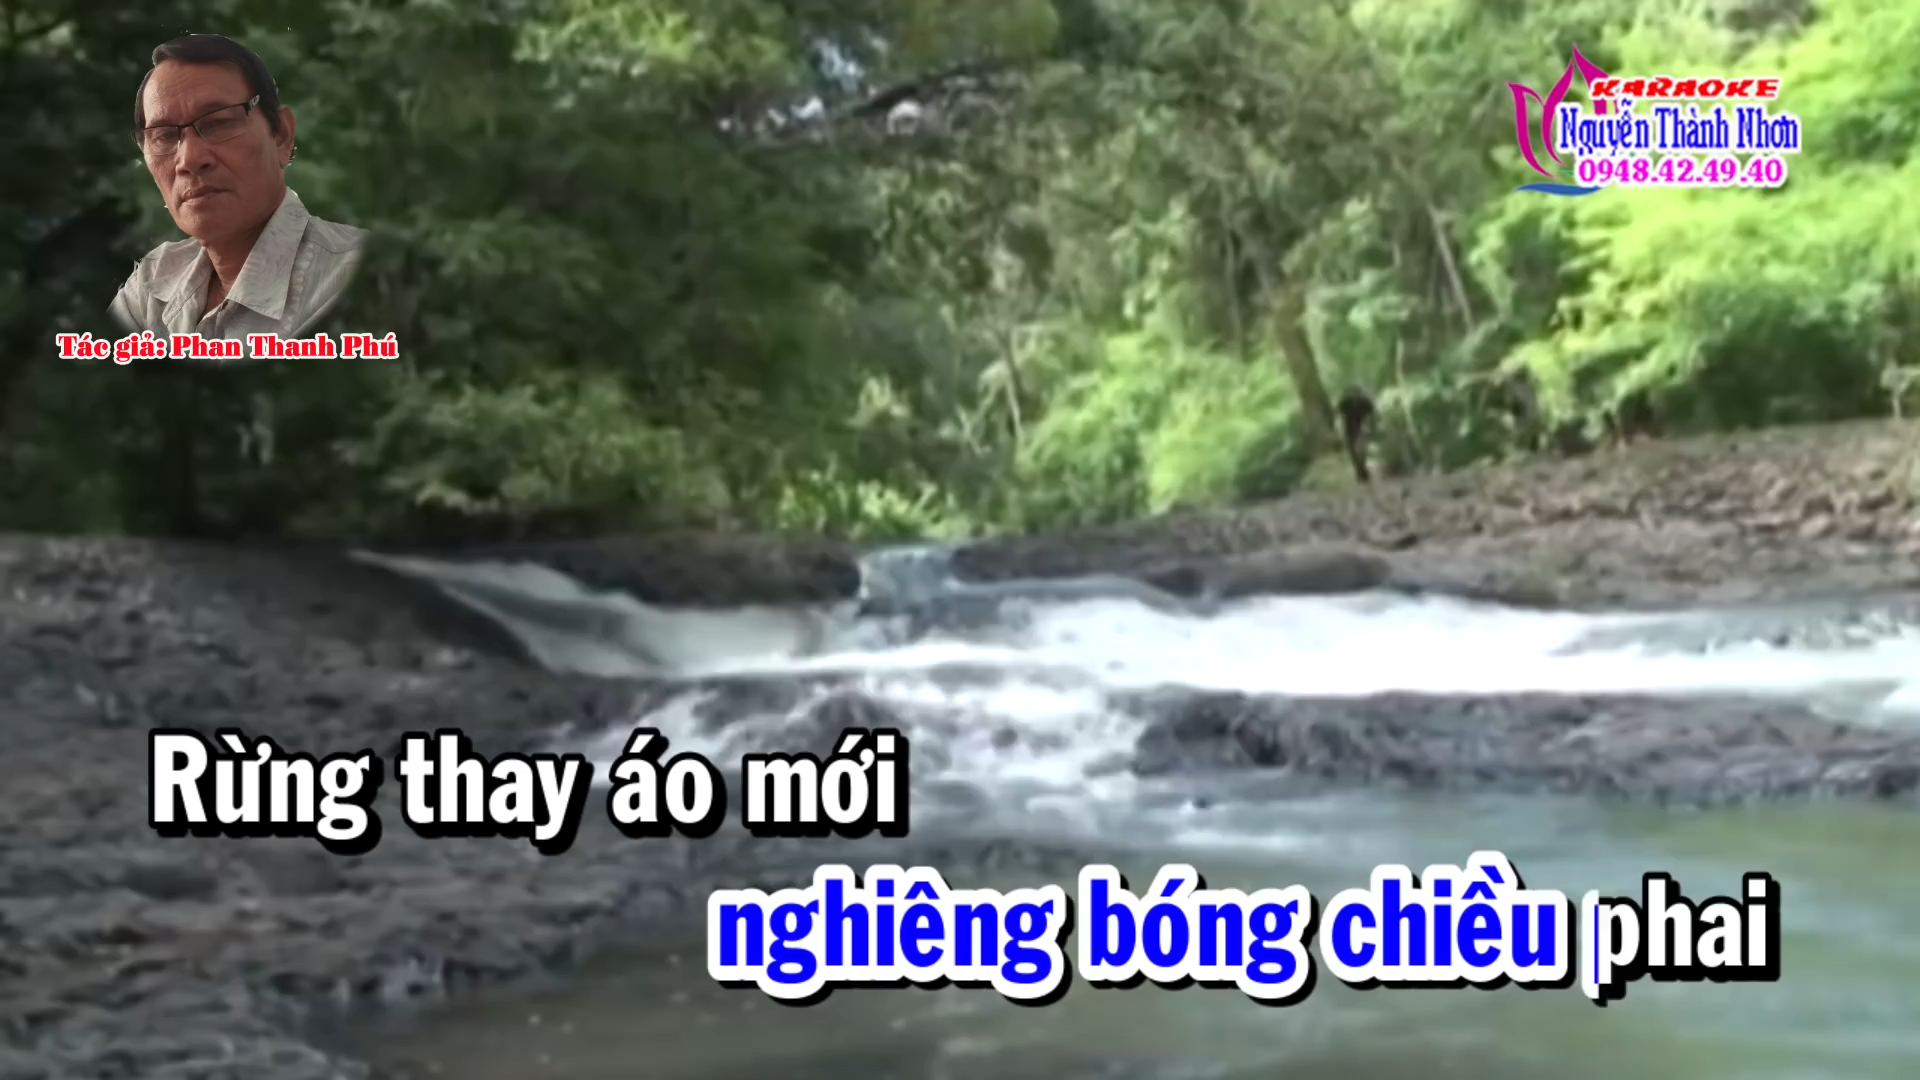 KARAOKE
Nguyễn Thành Nhơn
0948.42.49.40
Tác giả: Phan Thanh Phú
Rừng thay áo mới
nghiêng bóng chiều phai